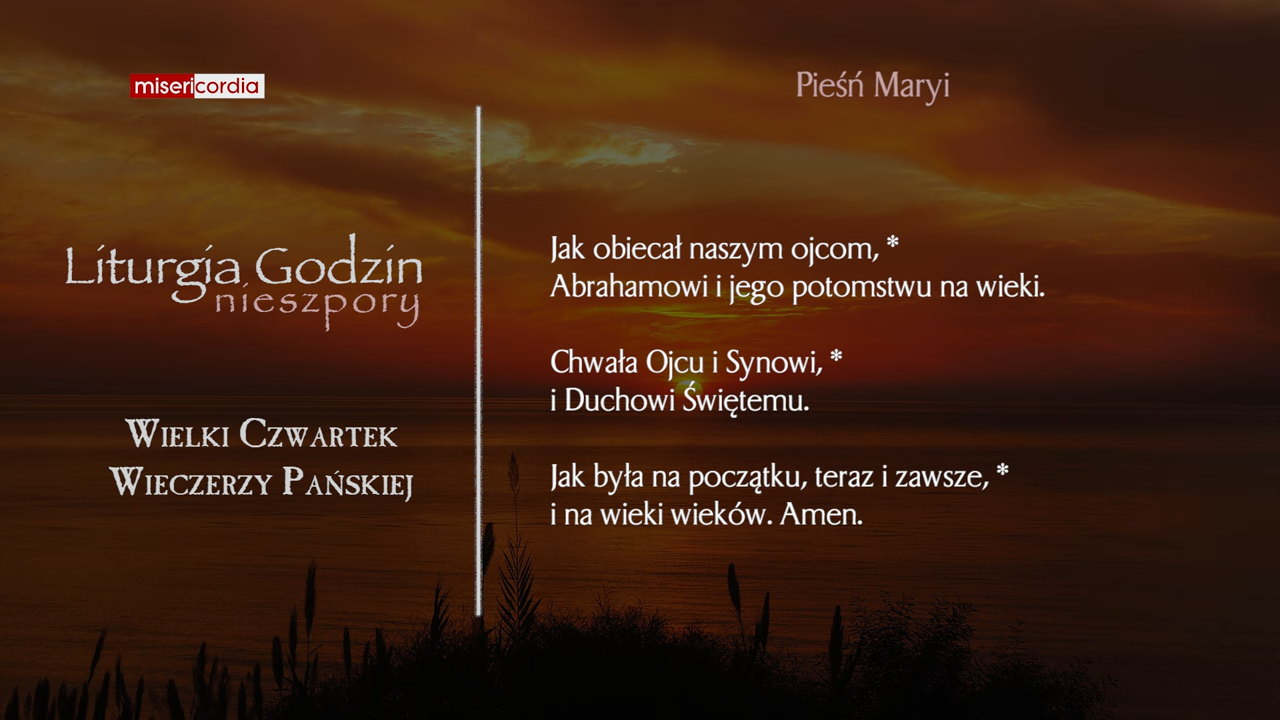 misericordia
Liturgia Godzin
nieszpory
Wielki Czwartek
Wieczerzy Pańskiej
Pieśń Maryi
Jak obiecał naszym ojcom, *
Abrahamowi i jego potomstwu na wieki.
Chwała Ojcu i Synowi, *
i Duchowi Świętemu.
Jak była na początku, teraz i zawsze, *
i na wieki wieków. Amen.